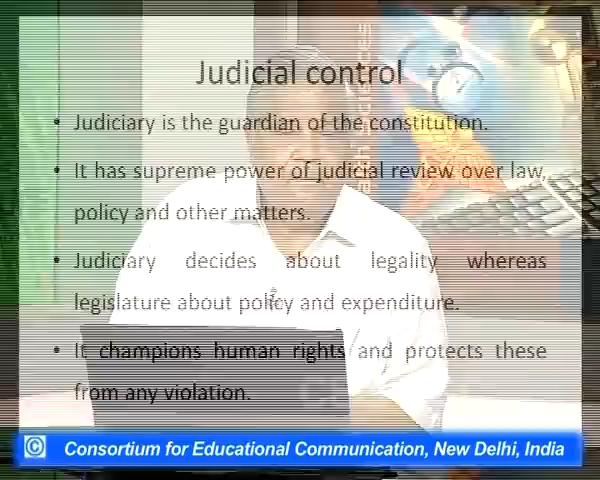 Judicial control
• Judiciary is the guardian of the constitution.
• It has supreme power of judicial review over law,
policy and other matters.
• Judiciary decides about legality whereas
legislature about policy and expenditure.
• It champions human rights and protects these
from any violation.
© Consortium for Educational Communication, New Delhi, India